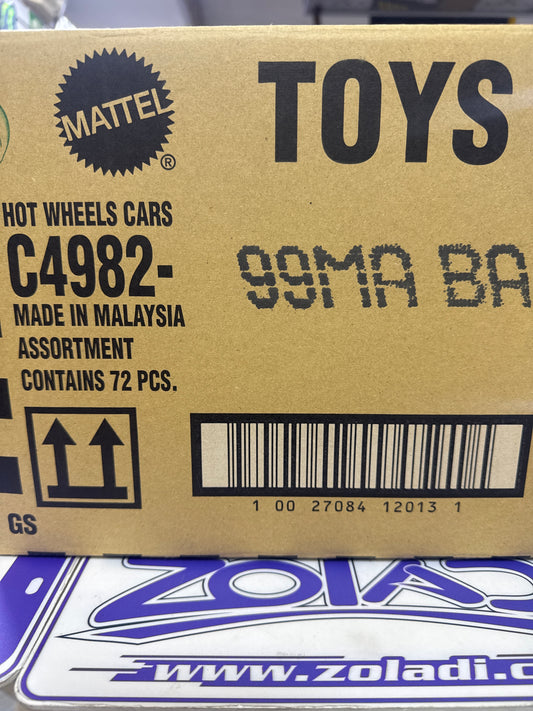 MATTEL
®
TOYS
HOT WHEELS CARS
C4982-
99MA BA
MADE IN MALAYSIA
ASSORTMENT
CONTAINS 72 PCS.
1 00 27084 12013 1
GS
ZOLAD
www.zoladi.c